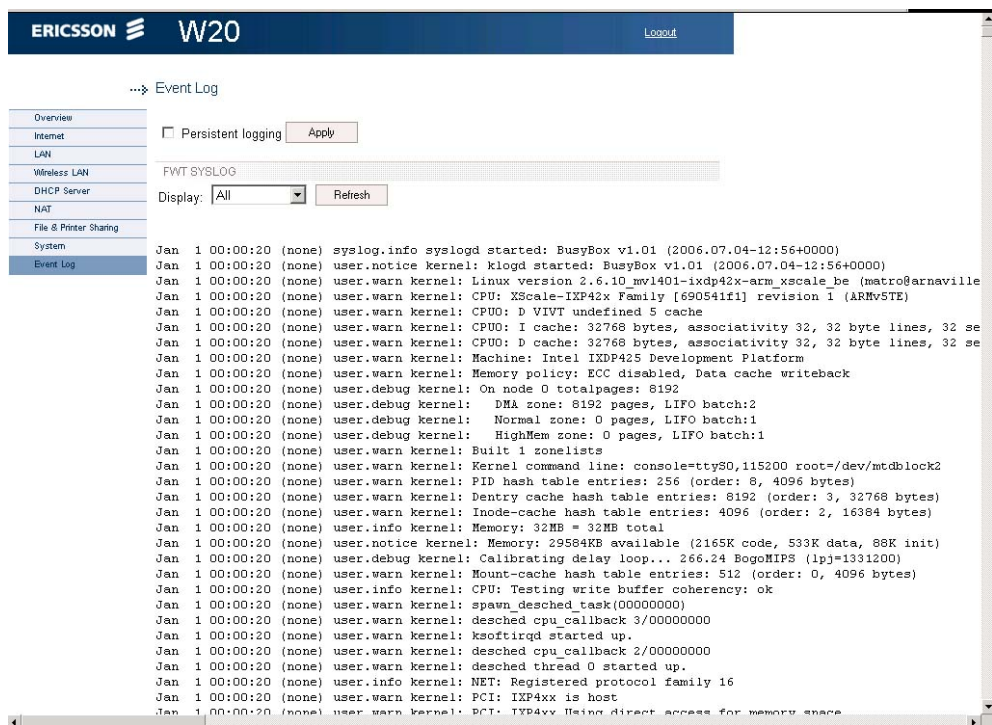 ERICSSON W20 Logout
Event Log
Overview
Internet
LAN
Wireless LAN
DHCP Server
NAT
File & Printer Sharing
System
Event Log
Persistent logging Apply
FWT SYSLOG
Display: All Refresh
Jan 1 00:00:20 (none) syslog.info syslogd started: BusyBox v1.01 (2006.07.04-12:56+0000)
Jan 1 00:00:20 (none) user.notice kernel: klogd started: BusyBox v1.01 (2006.07.04-12:56+0000)
Jan 1 00:00:20 (none) user.warn kernel: Linux version 2.6.10_mvl401-ixdp42x-arm_xscale_be (matro@arnaville
Jan 1 00:00:20 (none) user.warn kernel: CPU: XScale-IXP42x Family [690541f1] revision 1 (ARMv5TE)
Jan 1 00:00:20 (none) user.warn kernel: CPU0: D VIVT undefined 5 cache
Jan 1 00:00:20 (none) user.warn kernel: CPU0: I cache: 32768 bytes, associativity 32, 32 byte lines, 32 se
Jan 1 00:00:20 (none) user.warn kernel: CPU0: D cache: 32768 bytes, associativity 32, 32 byte lines, 32 se
Jan 1 00:00:20 (none) user.warn kernel: Machine: Intel IXDP425 Development Platform
Jan 1 00:00:20 (none) user.warn kernel: Memory policy: ECC disabled, Data cache writeback
Jan 1 00:00:20 (none) user.debug kernel: On node 0 totalpages: 8192
Jan 1 00:00:20 (none) user.debug kernel: DMA zone: 8192 pages, LIFO batch:2
Jan 1 00:00:20 (none) user.debug kernel: Normal zone: 0 pages, LIFO batch:1
Jan 1 00:00:20 (none) user.debug kernel: HighMem zone: 0 pages, LIFO batch:1
Jan 1 00:00:20 (none) user.warn kernel: Built 1 zonelists
Jan 1 00:00:20 (none) user.warn kernel: Kernel command line: console=ttyS0,115200 root=/dev/mtdblock2
Jan 1 00:00:20 (none) user.warn kernel: PID hash table entries: 256 (order: 8, 4096 bytes)
Jan 1 00:00:20 (none) user.warn kernel: Dentry cache hash table entries: 8192 (order: 3, 32768 bytes)
Jan 1 00:00:20 (none) user.warn kernel: Inode-cache hash table entries: 4096 (order: 2, 16384 bytes)
Jan 1 00:00:20 (none) user.info kernel: Memory: 32MB = 32MB total
Jan 1 00:00:20 (none) user.notice kernel: Memory: 29584KB available (2165K code, 533K data, 88K init)
Jan 1 00:00:20 (none) user.debug kernel: Calibrating delay loop... 266.24 BogoMIPS (lpj=1331200)
Jan 1 00:00:20 (none) user.warn kernel: Mount-cache hash table entries: 512 (order: 0, 4096 bytes)
Jan 1 00:00:20 (none) user.info kernel: CPU: Testing write buffer coherency: ok
Jan 1 00:00:20 (none) user.warn kernel: spawn_desched_task(00000000)
Jan 1 00:00:20 (none) user.warn kernel: desched cpu_callback 3/00000000
Jan 1 00:00:20 (none) user.warn kernel: ksoftirqd started up.
Jan 1 00:00:20 (none) user.warn kernel: desched cpu_callback 2/00000000
Jan 1 00:00:20 (none) user.warn kernel: desched thread 0 started up.
Jan 1 00:00:20 (none) user.info kernel: NET: Registered protocol family 16
Jan 1 00:00:20 (none) user.warn kernel: PCI: IXP4xx is host
Jan 1 00:00:20 (none) user.warn kernel: PCI: IXP4xx Using direct access for memory space